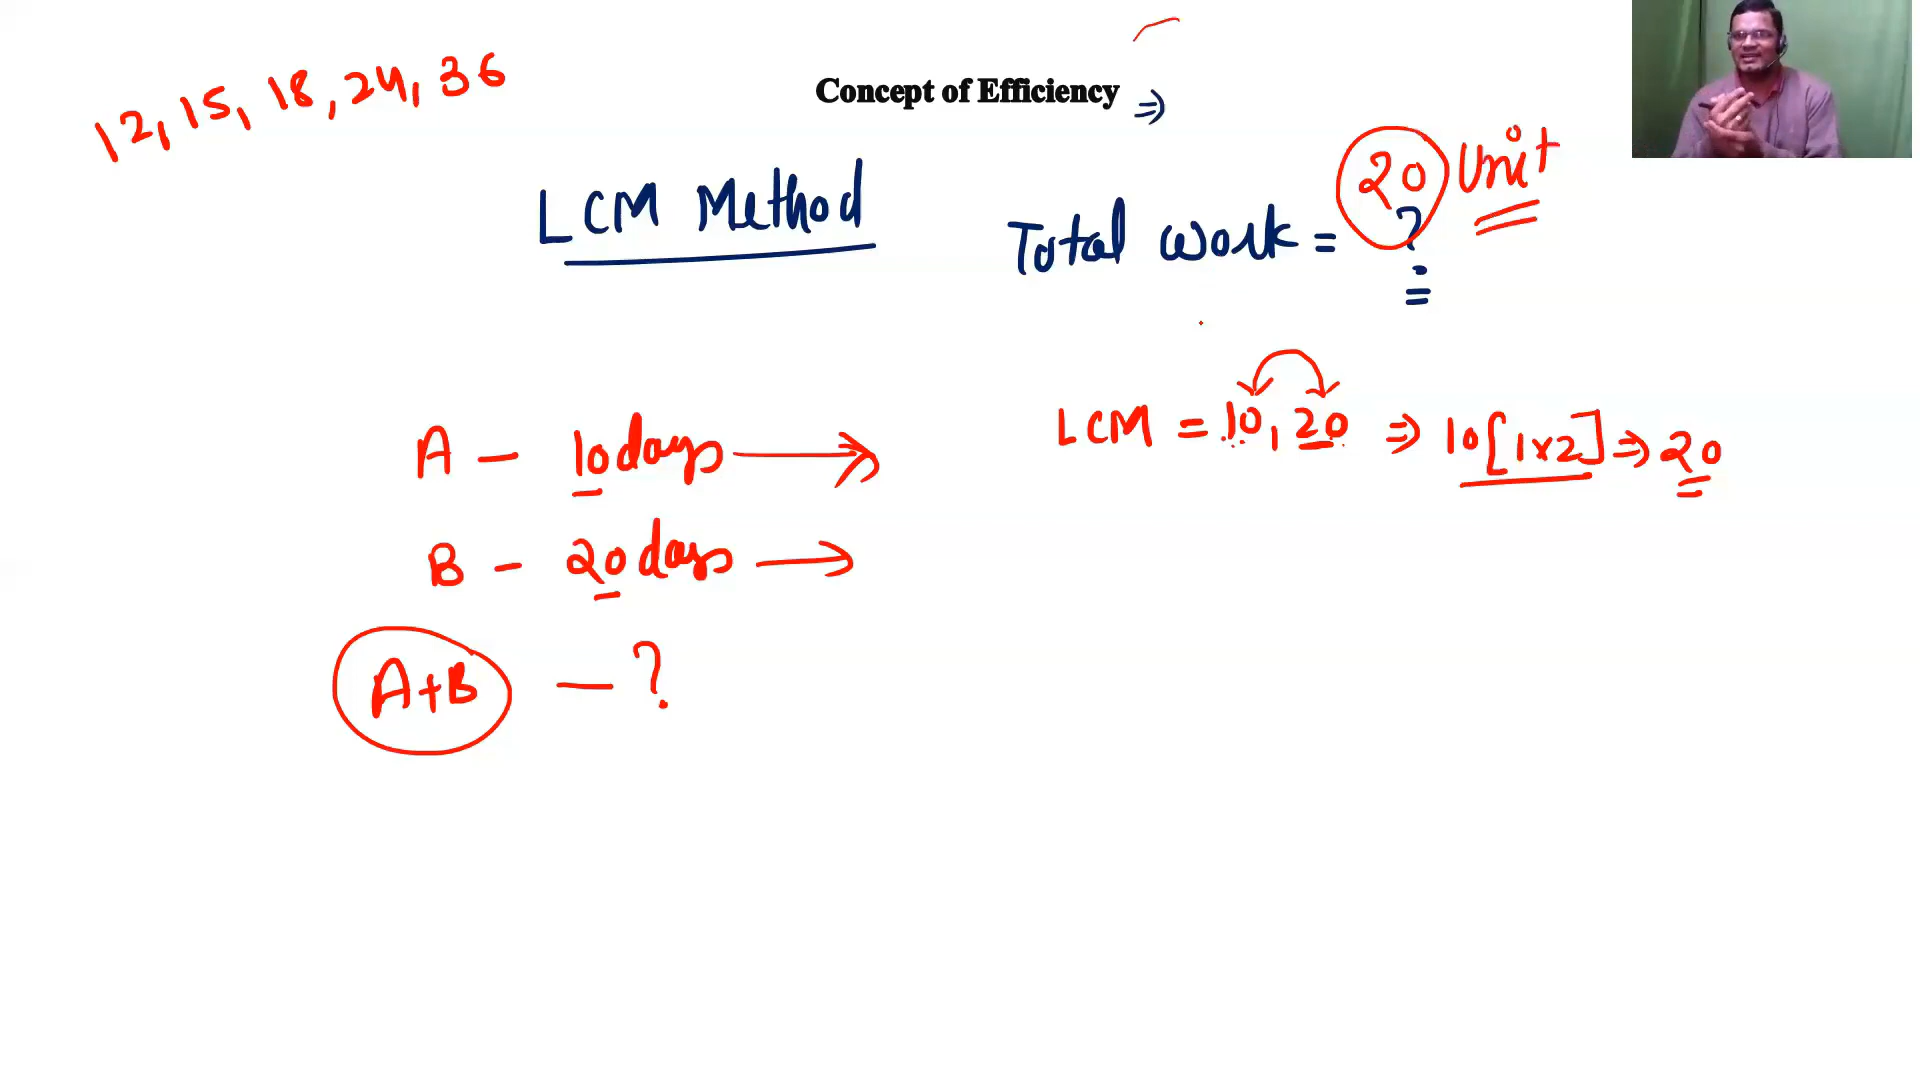 12, 15, 18, 24, 36
Concept of Efficiency ⇒
LCM Method
20 Unit
Total work = ?
LCM = 10, 20 ⇒ 10[1×2] ⇒ 20
A - 10 days →
B - 20 days →
A+B - ?